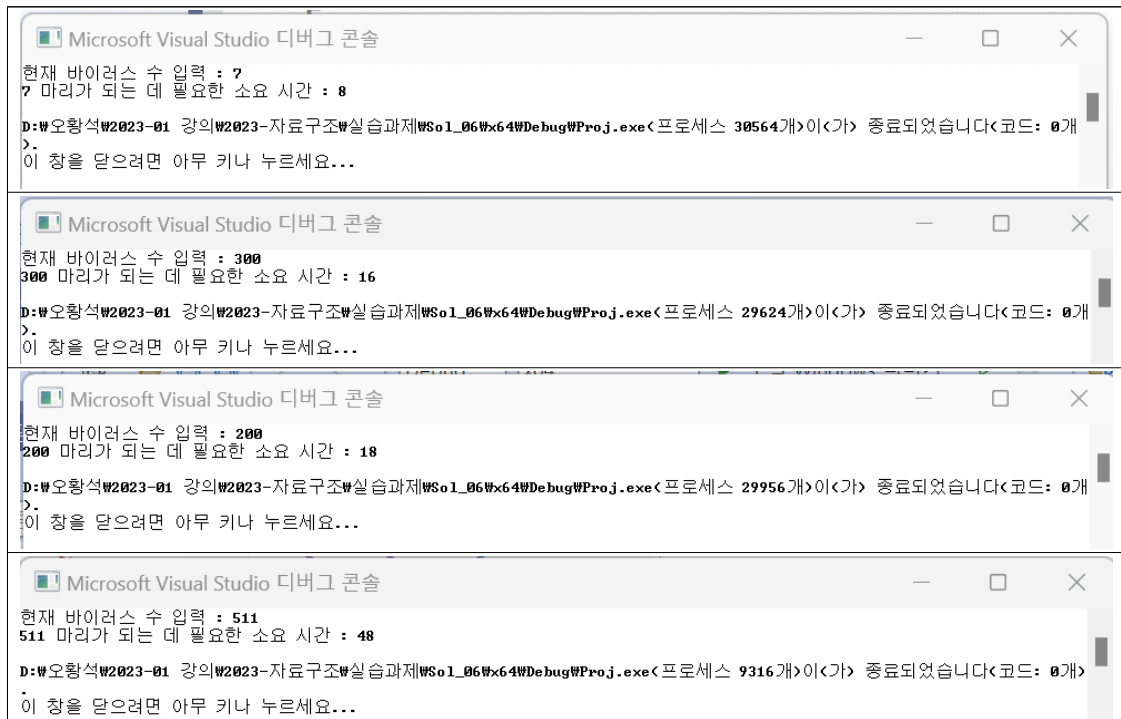 Microsoft Visual Studio 디버그 콘솔
현재 바이러스 수 입력 : 7
7 마리가 되는 데 필요한 소요 시간 : 8
D:₩오황석₩2023-01 강의₩2023-자료구조₩실습과제₩Sol_06₩x64₩Debug₩Proj.exe(프로세스 30564개)이(가) 종료되었습니다(코드: 0개
).
이 창을 닫으려면 아무 키나 누르세요...
Microsoft Visual Studio 디버그 콘솔
현재 바이러스 수 입력 : 300
300 마리가 되는 데 필요한 소요 시간 : 16
D:₩오황석₩2023-01 강의₩2023-자료구조₩실습과제₩Sol_06₩x64₩Debug₩Proj.exe(프로세스 29624개)이(가) 종료되었습니다(코드: 0개
).
이 창을 닫으려면 아무 키나 누르세요...
Microsoft Visual Studio 디버그 콘솔
현재 바이러스 수 입력 : 200
200 마리가 되는 데 필요한 소요 시간 : 18
D:₩오황석₩2023-01 강의₩2023-자료구조₩실습과제₩Sol_06₩x64₩Debug₩Proj.exe(프로세스 29956개)이(가) 종료되었습니다(코드: 0개
).
이 창을 닫으려면 아무 키나 누르세요...
Microsoft Visual Studio 디버그 콘솔
현재 바이러스 수 입력 : 511
511 마리가 되는 데 필요한 소요 시간 : 48
D:₩오황석₩2023-01 강의₩2023-자료구조₩실습과제₩Sol_06₩x64₩Debug₩Proj.exe(프로세스 9316개)이(가) 종료되었습니다(코드: 0개)
.
이 창을 닫으려면 아무 키나 누르세요...